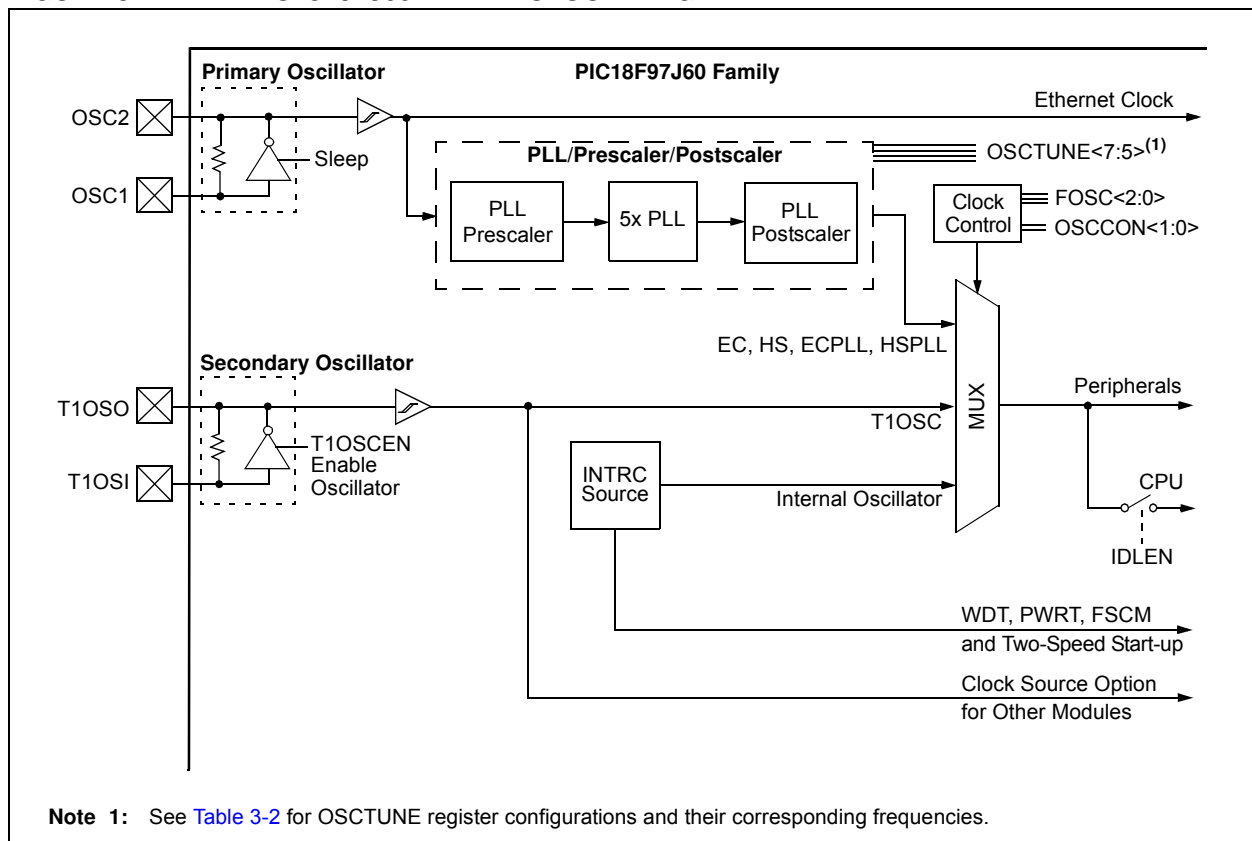 Primary Oscillator
PIC18F97J60 Family
OSC2
Ethernet Clock
Sleep
PLL/Prescaler/Postscaler
OSCTUNE<7:5>(1)
OSC1
PLL
Prescaler
5x PLL
PLL
Postscaler
Clock
Control
FOSC<2:0>
OSCCON<1:0>
EC, HS, ECPLL, HSPLL
Secondary Oscillator
T1OSO
T1OSC
MUX
Peripherals
T1OSCEN
Enable
Oscillator
T1OSI
INTRC
Source
Internal Oscillator
CPU
IDLEN
WDT, PWRT, FSCM
and Two-Speed Start-up
Clock Source Option
for Other Modules
Note 1: See Table 3-2 for OSCTUNE register configurations and their corresponding frequencies.